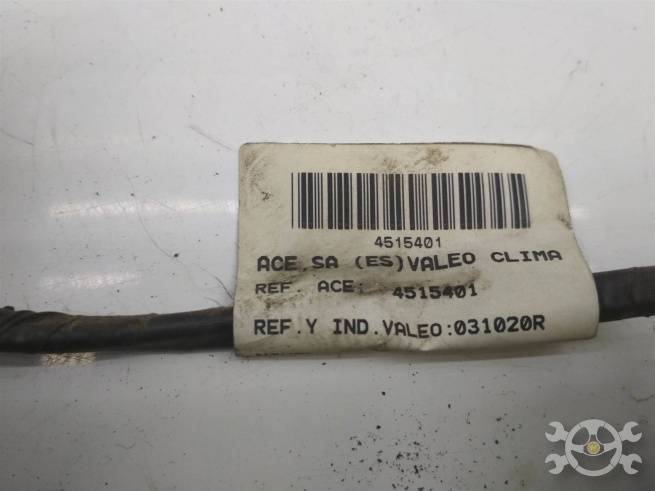 4515401
ACE.SA (ES)VALEO CLIMA
REF. ACE: 4515401
REF.Y IND.VALEO:031020R